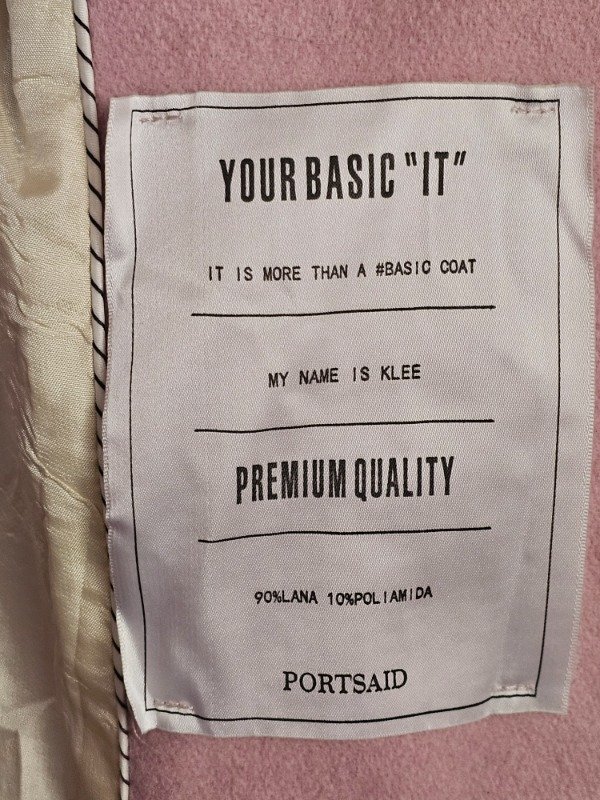 YOUR BASIC "IT"
IT IS MORE THAN A #BASIC COAT
MY NAME IS KLEE
PREMIUM QUALITY
90%LANA 10%POLIAMIDA
PORTSAID